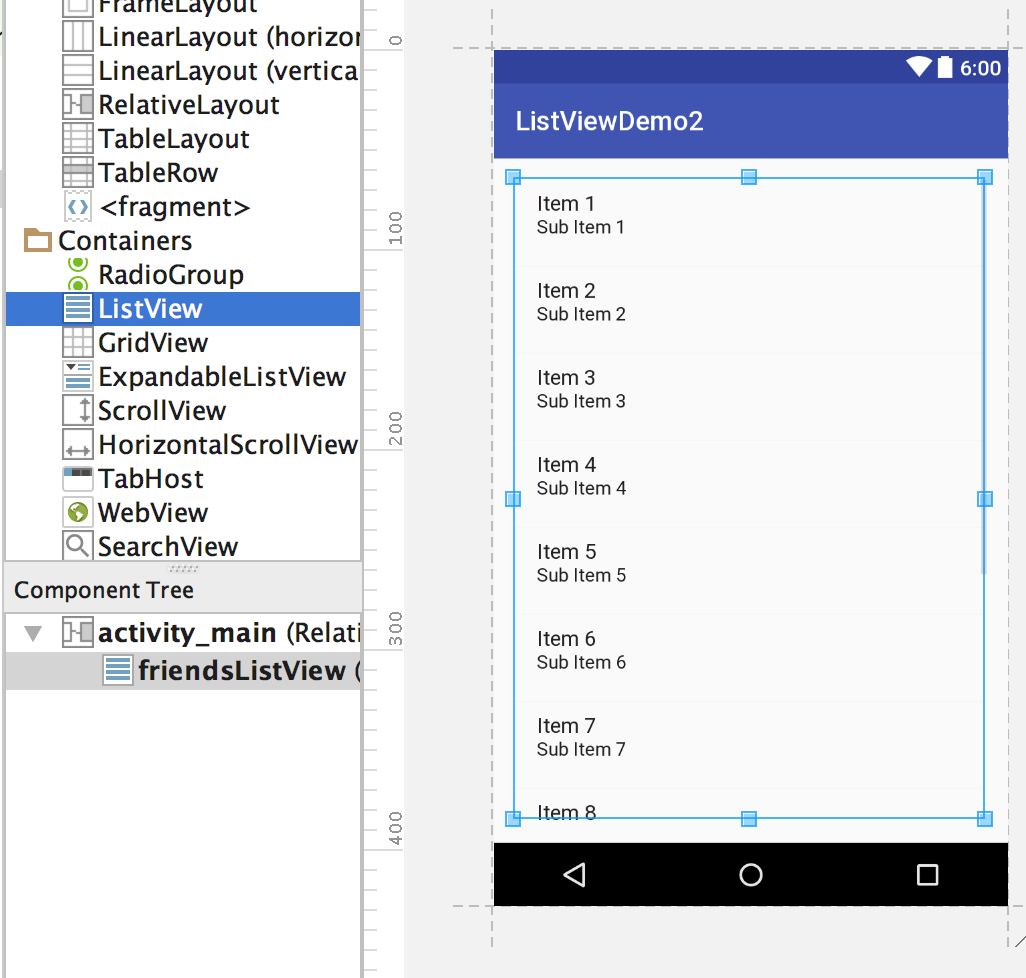 FrameLayout
LinearLayout (horizon
LinearLayout (vertica
RelativeLayout
TableLayout
TableRow
<fragment>
Containers
RadioGroup
ListView
GridView
ExpandableListView
ScrollView
HorizontalScrollView
TabHost
WebView
SearchView
Component Tree
activity_main (Relati
friendsListView (
0
100
200
300
400
6:00
ListViewDemo2
Item 1
Sub Item 1
Item 2
Sub Item 2
Item 3
Sub Item 3
Item 4
Sub Item 4
Item 5
Sub Item 5
Item 6
Sub Item 6
Item 7
Sub Item 7
Item 8